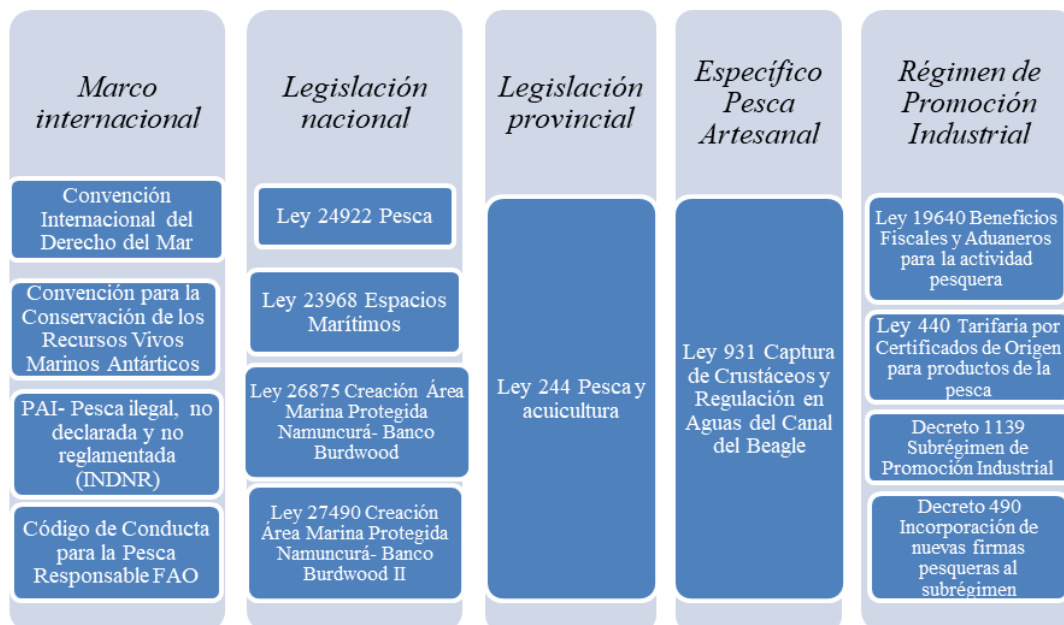 Marco
internacional
Convención
Internacional del
Derecho del Mar
Convención para la
Conservación de los
Recursos Vivos
Marinos Antárticos
PAI- Pesca ilegal, no
declarada y no
reglamentada
(INDNR)
Código de Conducta
para la Pesca
Responsable FAO
Legislación
nacional
Ley 24922 Pesca
Ley 23968 Espacios
Marítimos
Ley 26875 Creación Área
Marina Protegida
Namuncurá- Banco
Burdwood
Ley 27490 Creación
Área Marina Protegida
Namuncurá- Banco
Burdwood II
Legislación
provincial
Ley 244 Pesca y
acuicultura
Específico
Pesca
Artesanal
Ley 931 Captura
de Crustáceos y
Regulación en
Aguas del Canal
del Beagle
Régimen de
Promoción
Industrial
Ley 19640 Beneficios
Fiscales y Aduaneros
para la actividad
pesquera
Ley 440 Tarifaria por
Certificados de Origen
para productos de la
pesca
Decreto 1139
Subrégimen de
Promoción Industrial
Decreto 490
Incorporación de
nuevas firmas
pesqueras al
subrégimen